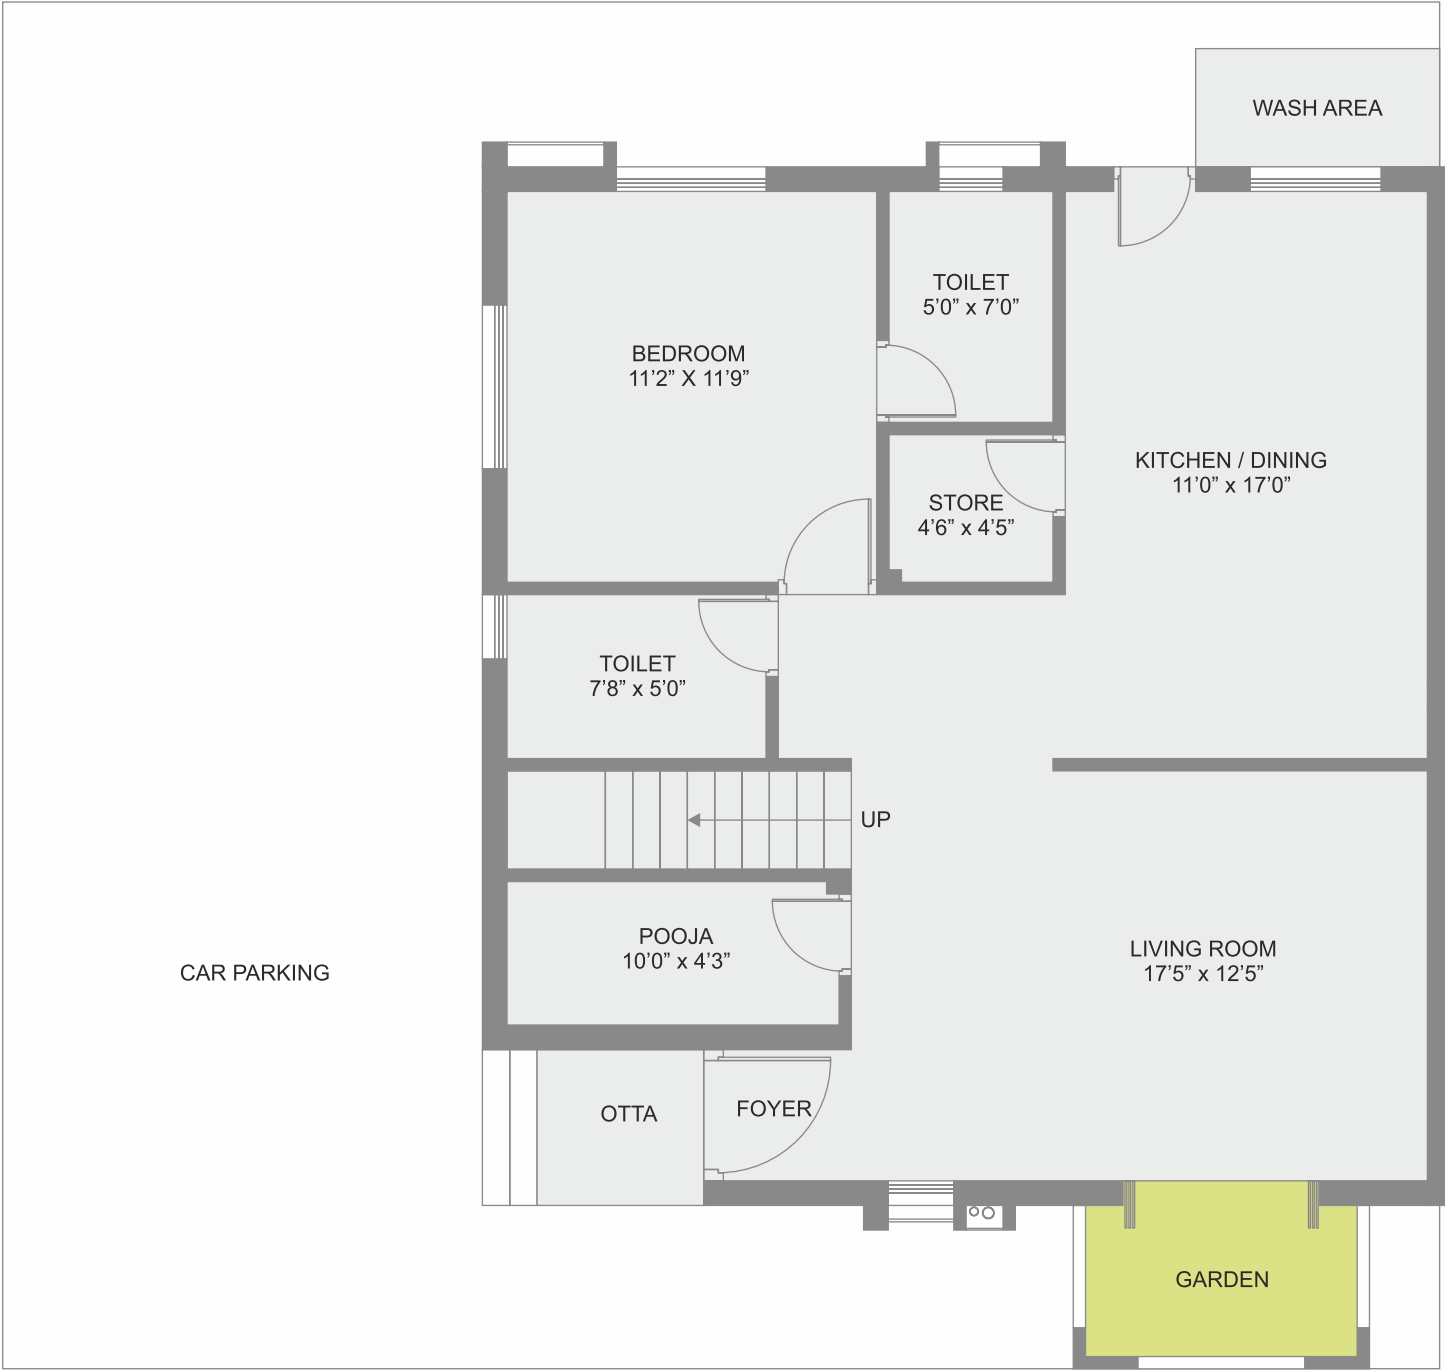 WASH AREA
TOILET
5’0” x 7’0”
BEDROOM
11’2” X 11’9”
KITCHEN / DINING
11’0” x 17’0”
STORE
4’6” x 4’5”
TOILET
7’8” x 5’0”
UP
POOJA
10’0” x 4’3”
LIVING ROOM
17’5” x 12’5”
CAR PARKING
OTTA
FOYER
GARDEN